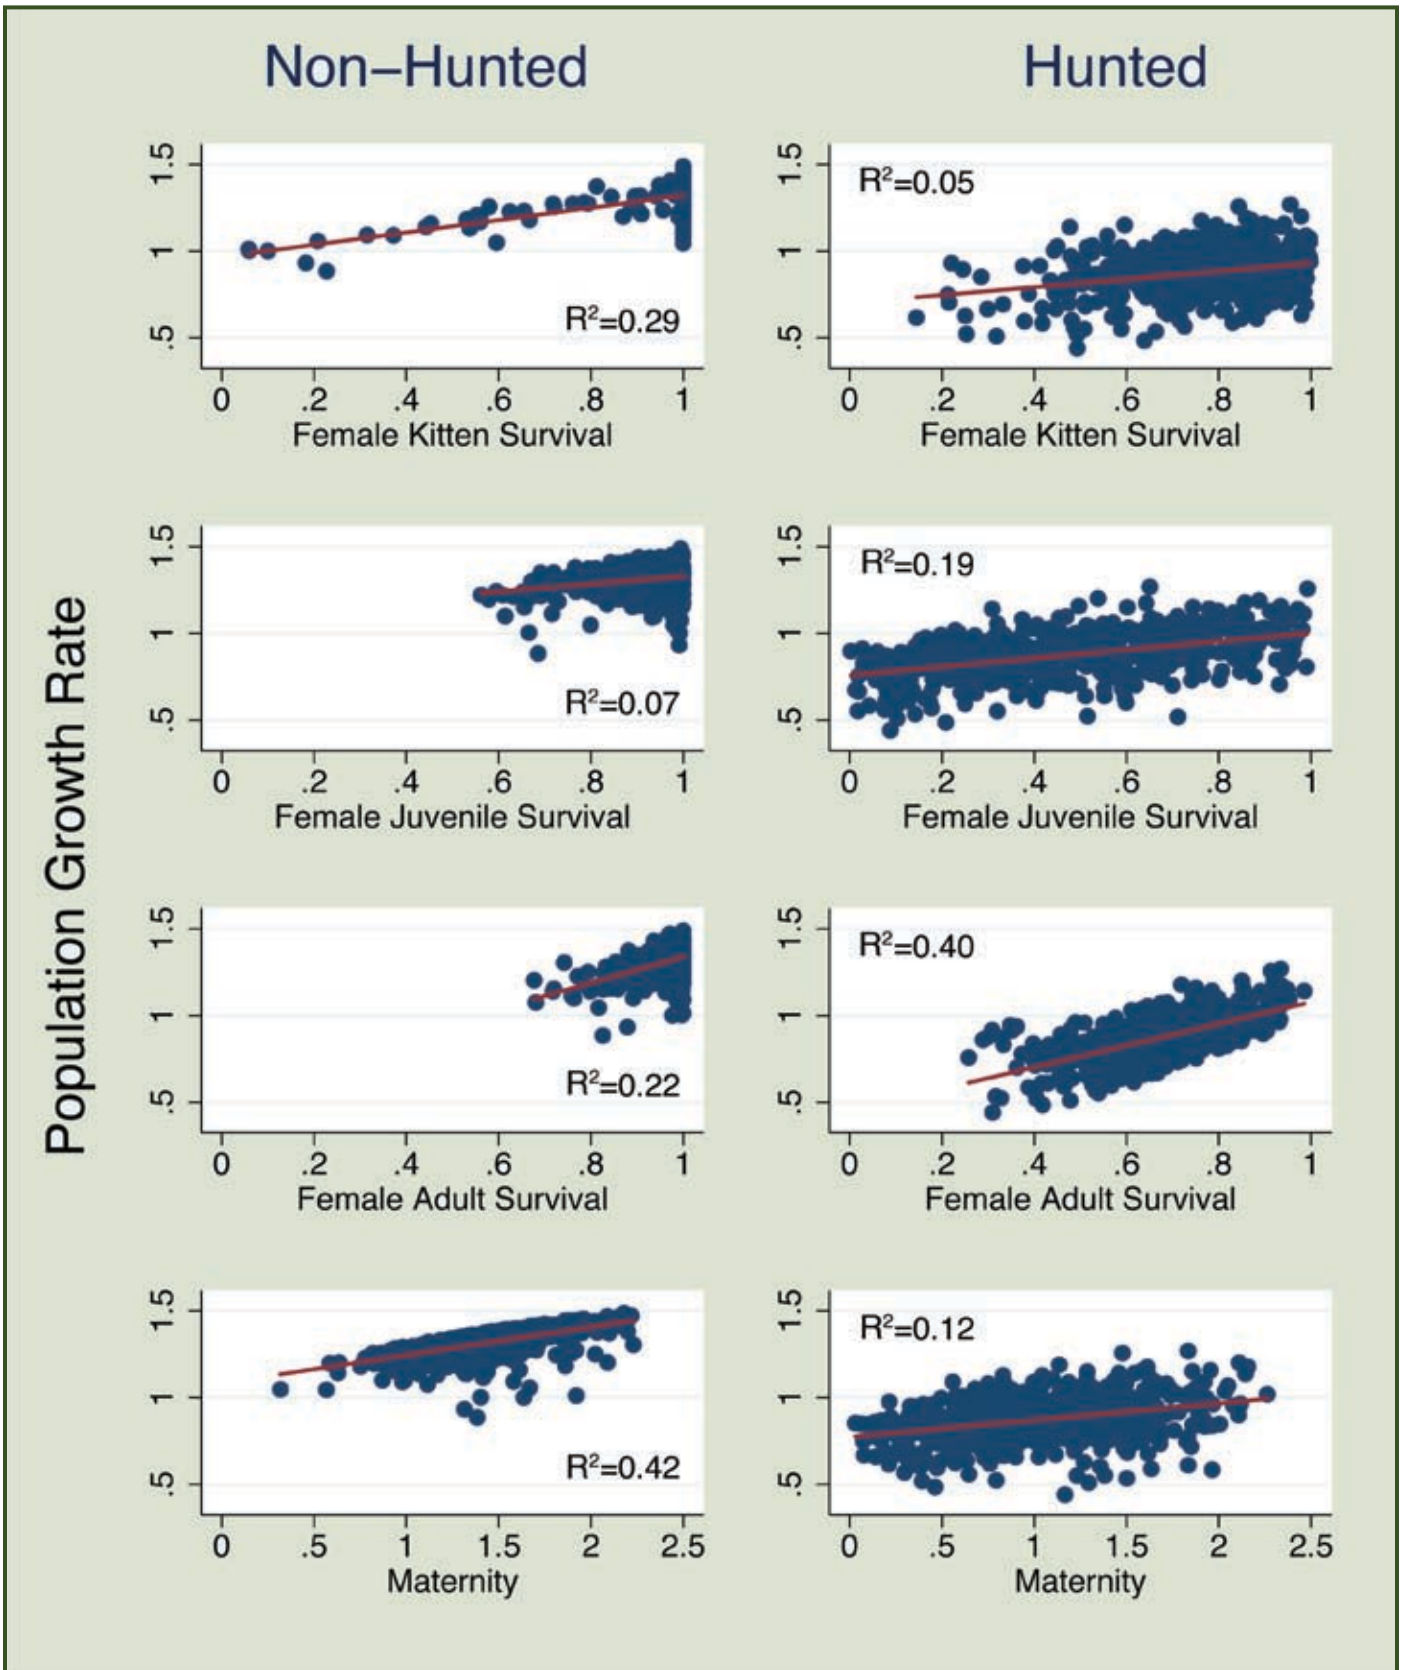 Non–Hunted
Hunted
Population Growth Rate
1.5
1
.5
R²=0.29
0 .2 .4 .6 .8 1
Female Kitten Survival
1.5
1
.5
R²=0.05
0 .2 .4 .6 .8 1
Female Kitten Survival
1.5
1
.5
R²=0.07
0 .2 .4 .6 .8 1
Female Juvenile Survival
1.5
1
.5
R²=0.19
0 .2 .4 .6 .8 1
Female Juvenile Survival
1.5
1
.5
R²=0.22
0 .2 .4 .6 .8 1
Female Adult Survival
1.5
1
.5
R²=0.40
0 .2 .4 .6 .8 1
Female Adult Survival
1.5
1
.5
R²=0.42
0 .5 1 1.5 2 2.5
Maternity
1.5
1
.5
R²=0.12
0 .5 1 1.5 2 2.5
Maternity